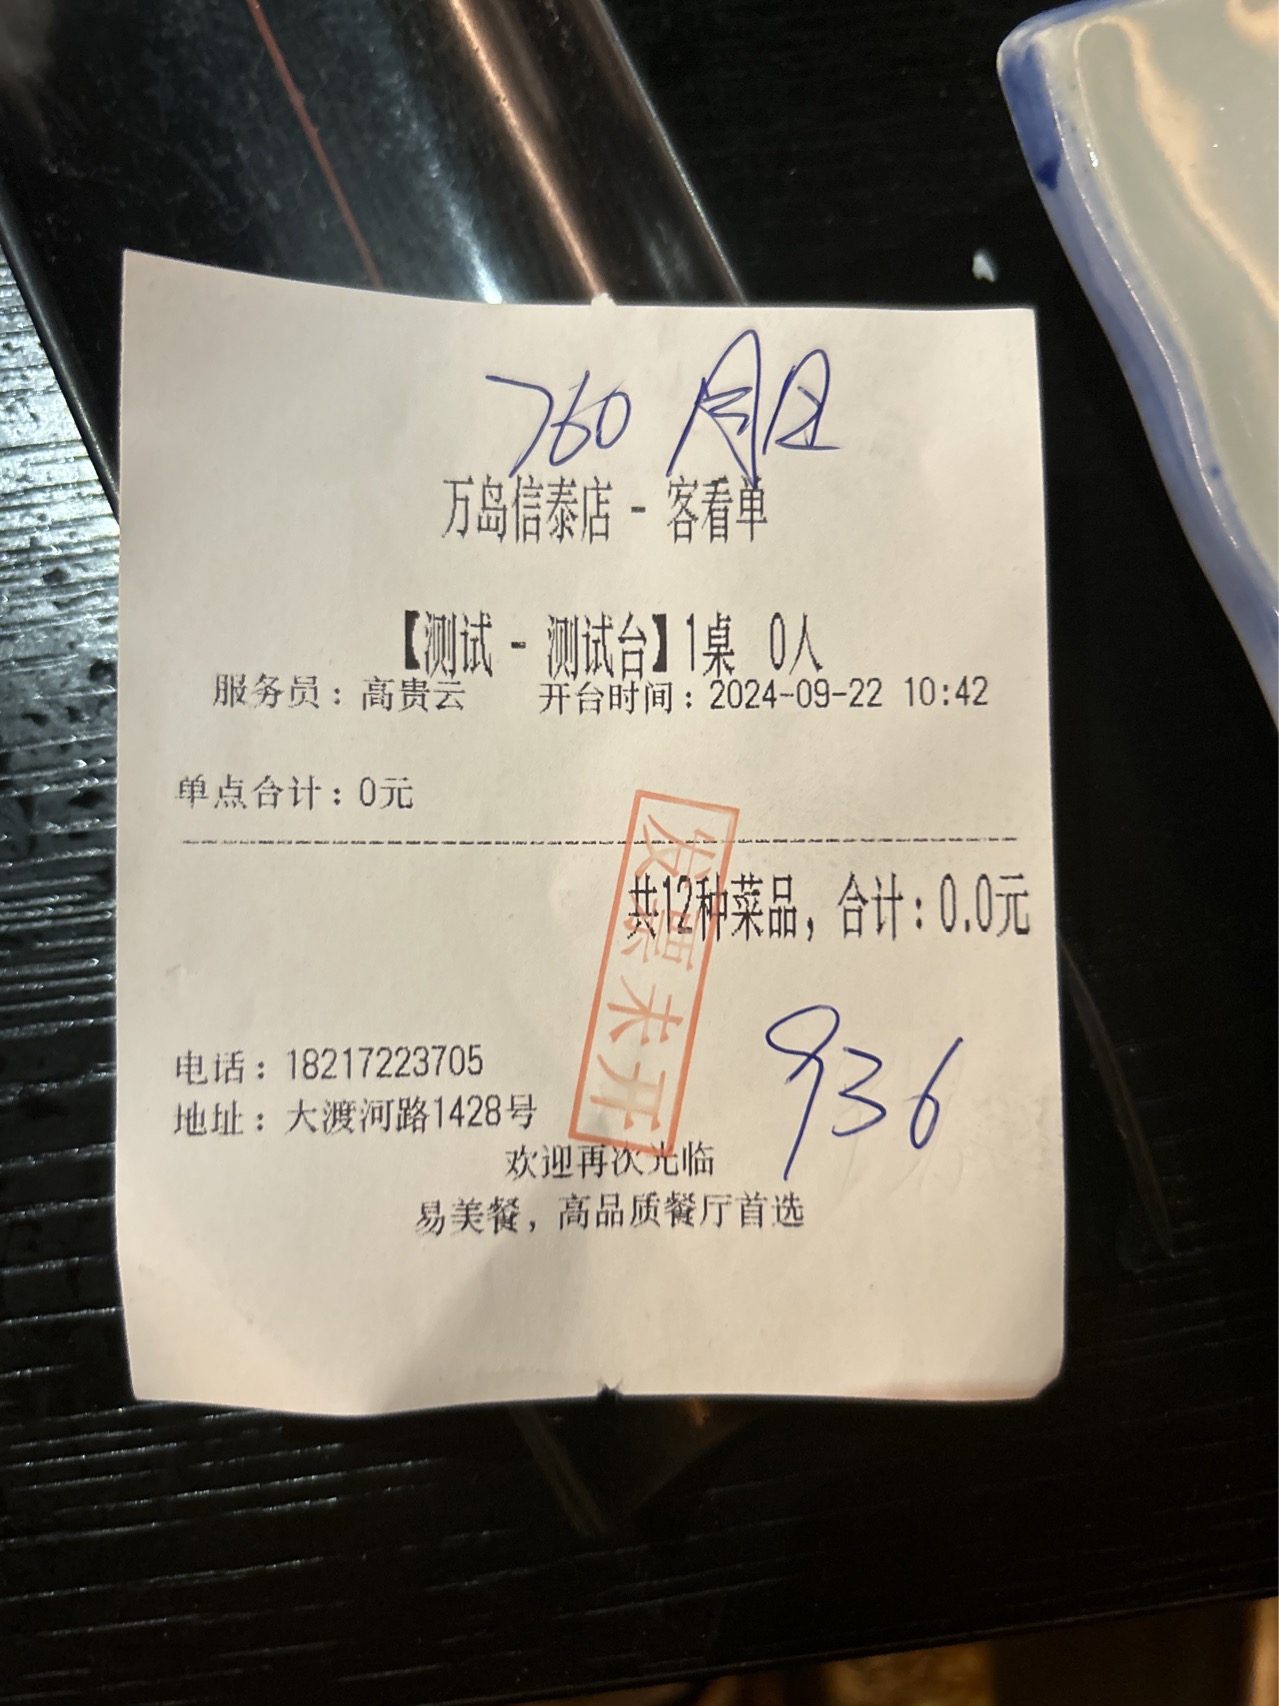 760
万岛信泰店 - 客看单
【测试 - 测试台】1桌 0人
服务员：高贵云 开台时间：2024-09-22 10:42
单点合计：0元
共12种菜品，合计：0.0元
发票未开
936
电话：18217223705
地址：大渡河路1428号
欢迎再次光临
易美餐，高品质餐厅首选